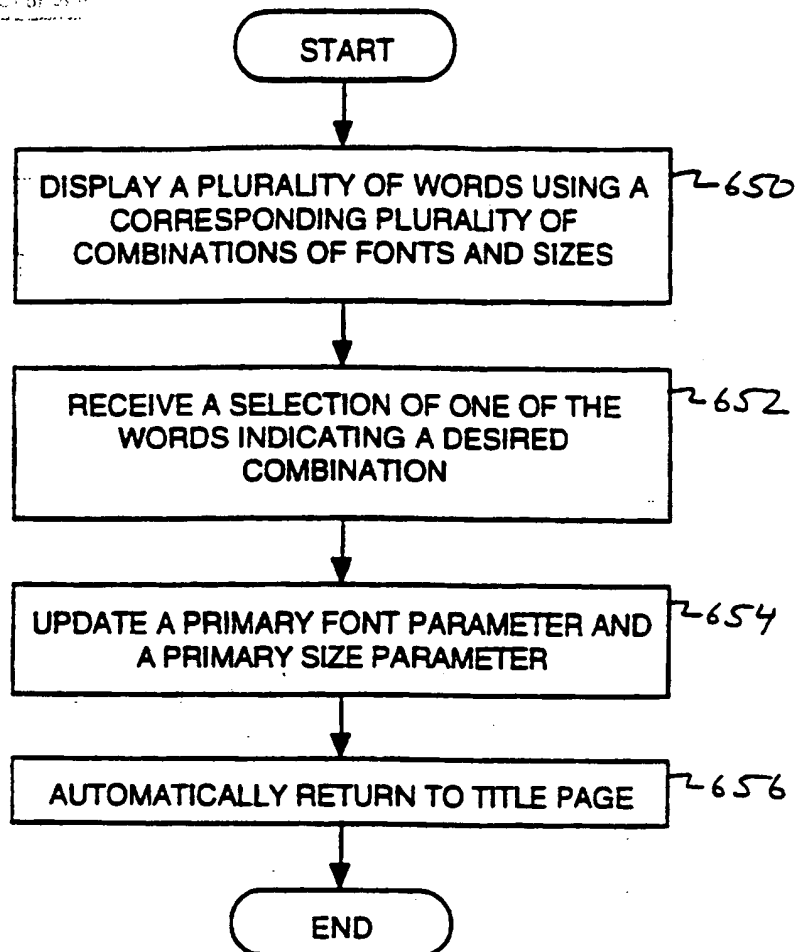 START
DISPLAY A PLURALITY OF WORDS USING A
CORRESPONDING PLURALITY OF
COMBINATIONS OF FONTS AND SIZES
650
RECEIVE A SELECTION OF ONE OF THE
WORDS INDICATING A DESIRED
COMBINATION
652
UPDATE A PRIMARY FONT PARAMETER AND
A PRIMARY SIZE PARAMETER
654
AUTOMATICALLY RETURN TO TITLE PAGE
656
END